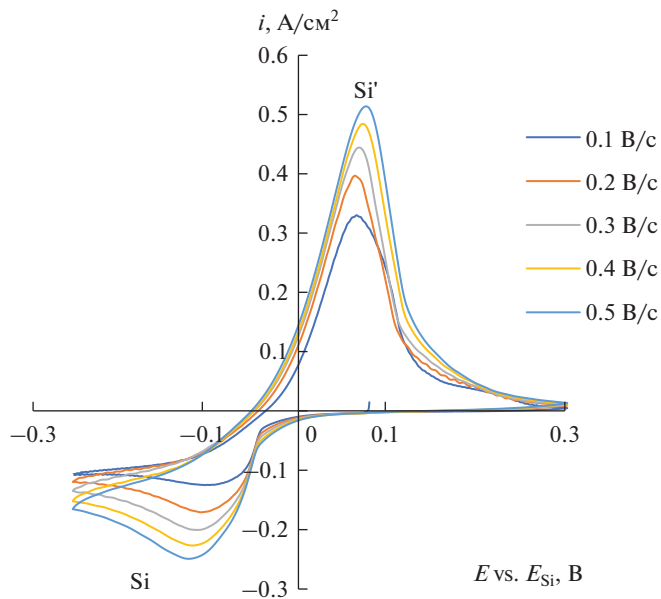 i, А/см²
0.6
Si'
0.5
0.4
0.3
0.2
0.1
0.1 В/с
0.2 В/с
0.3 В/с
0.4 В/с
0.5 В/с
−0.3
−0.1
0
0.1
0.3
−0.1
−0.2
−0.3
Si
E vs. E_Si, В